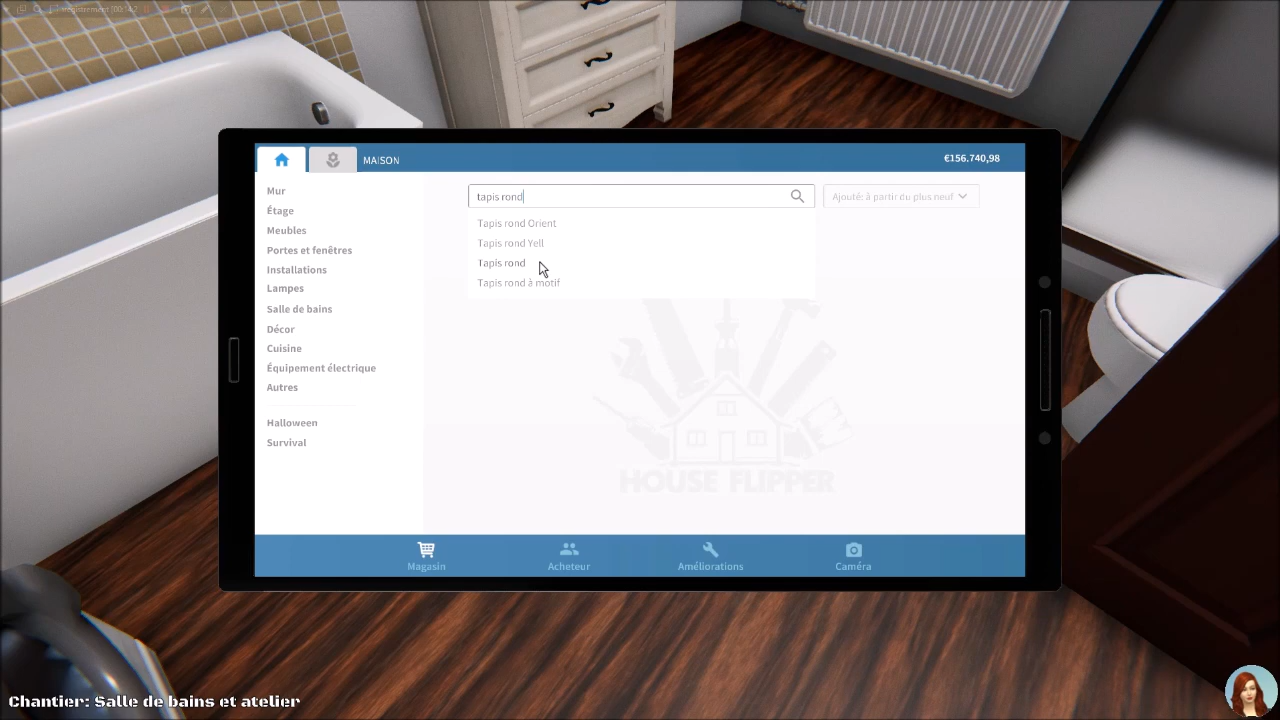 MAISON
€156.740,98
Mur
Étage
Meubles
Portes et fenêtres
Installations
Lampes
Salle de bains
Décor
Cuisine
Équipement électrique
Autres
Halloween
Survival
tapis rond
Ajouté: à partir du plus neuf
Tapis rond Orient
Tapis rond Yell
Tapis rond
Tapis rond à motif
HOUSE FLIPPER
Magasin
Acheteur
Améliorations
Caméra
Chantier: Salle de bains et atelier